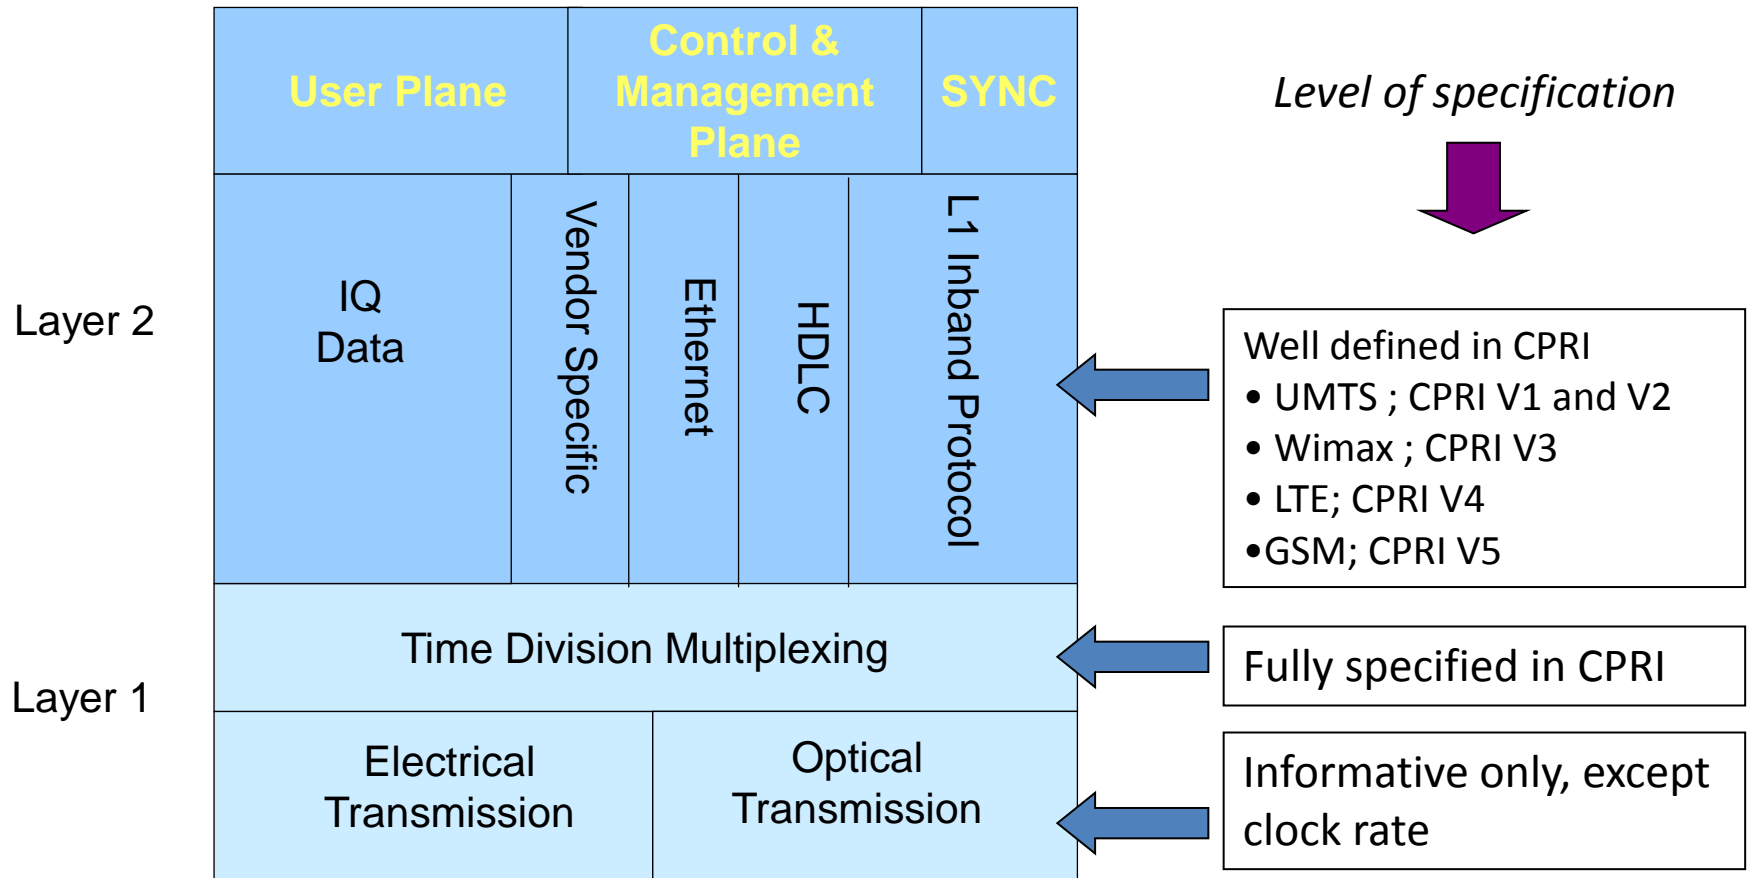 User Plane
Control &
Management
Plane
SYNC
Level of specification
Layer 2
IQ
Data
Vendor Specific
Ethernet
HDLC
L1 Inband Protocol
Well defined in CPRI
• UMTS ; CPRI V1 and V2
• Wimax ; CPRI V3
• LTE; CPRI V4
•GSM; CPRI V5
Layer 1
Time Division Multiplexing
Fully specified in CPRI
Electrical
Transmission
Optical
Transmission
Informative only, except
clock rate